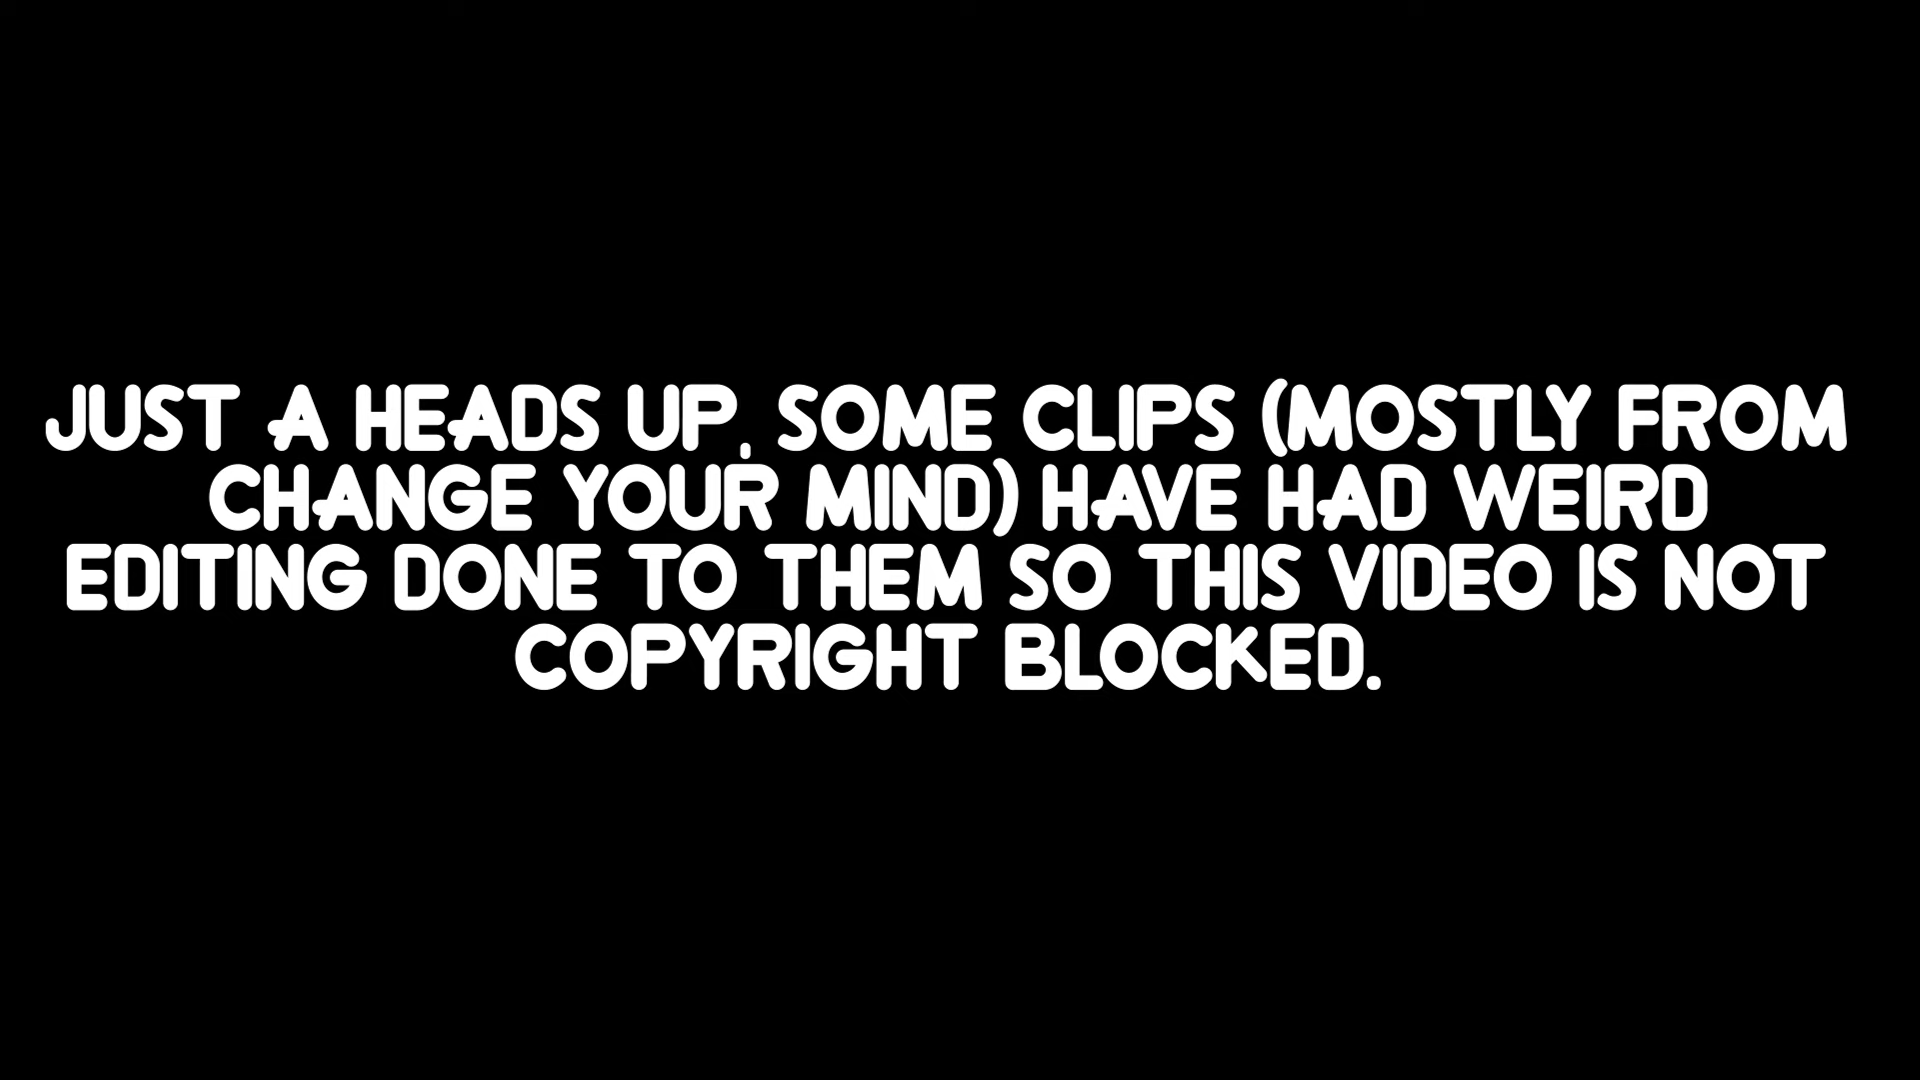 JUST A HEADS UP, SOME CLIPS (MOSTLY FROM
CHANGE YOUR MIND) HAVE HAD WEIRD
EDITING DONE TO THEM SO THIS VIDEO IS NOT
COPYRIGHT BLOCKED.